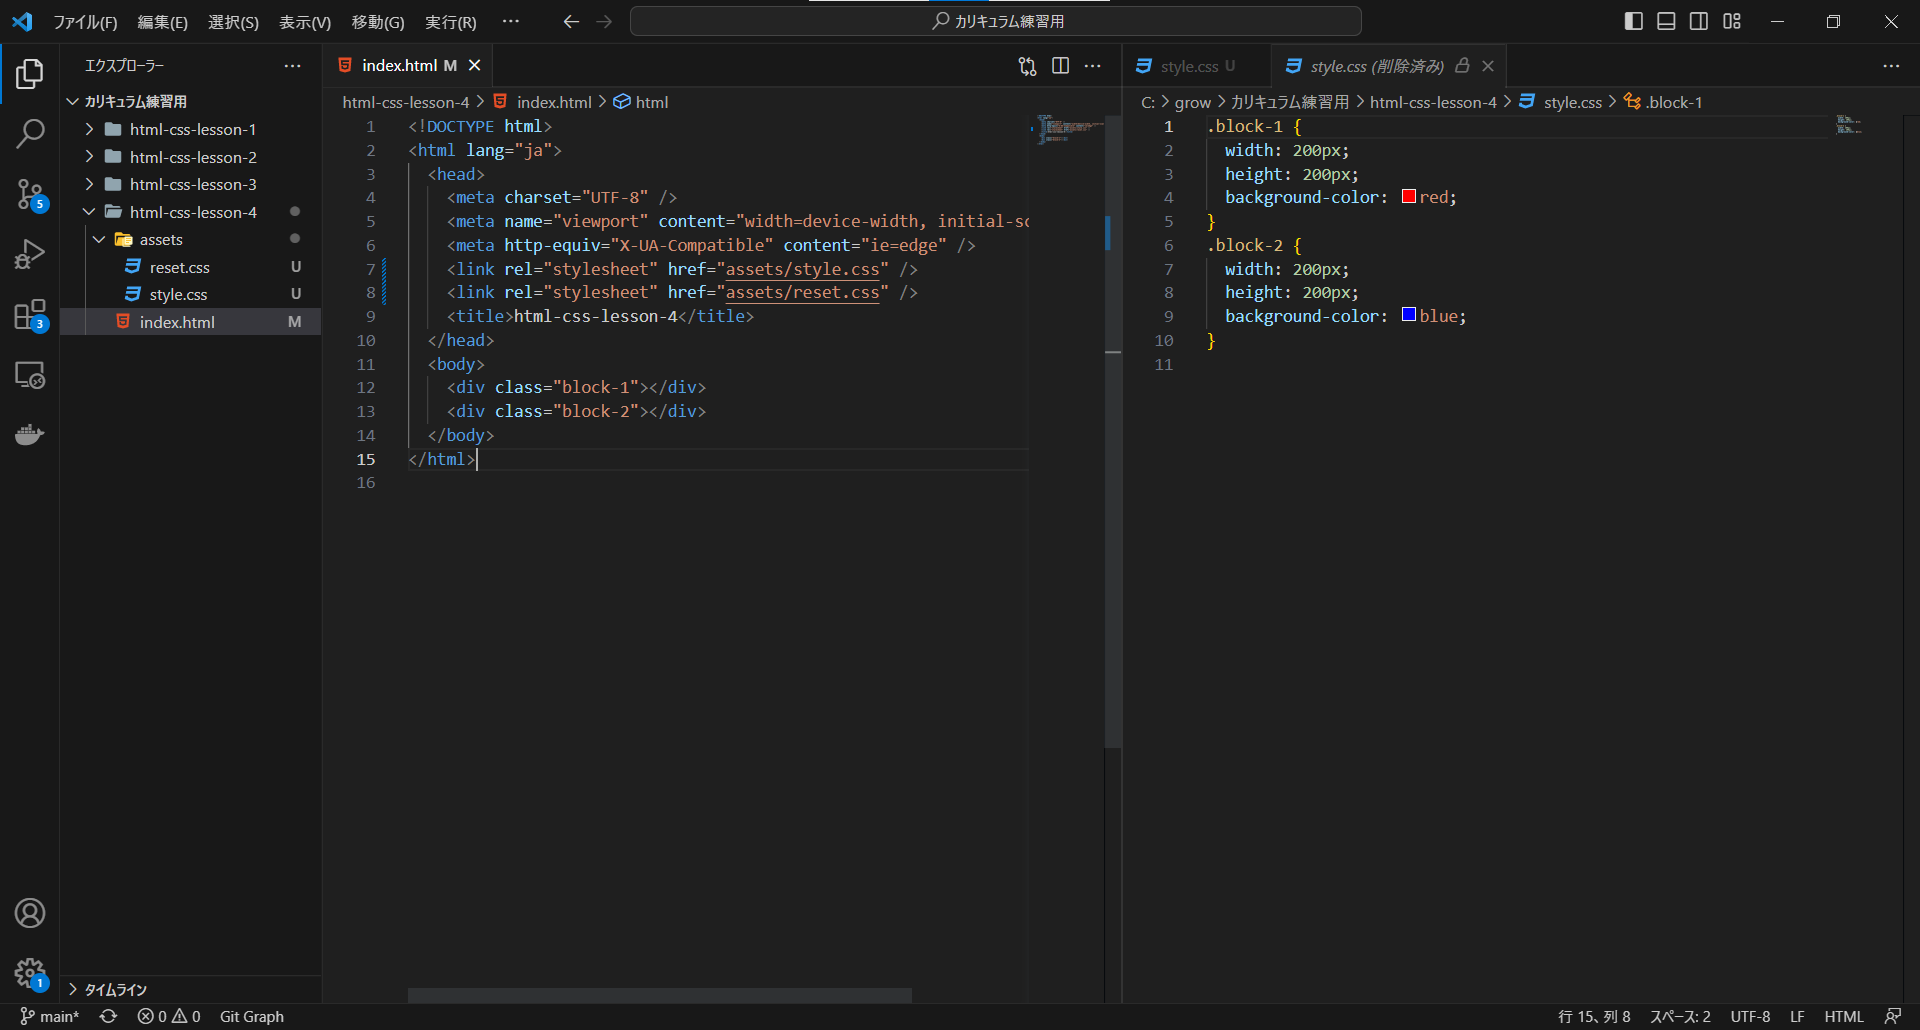 ファイル(F) 編集(E) 選択(S) 表示(V) 移動(G) 実行(R) ··· カリキュラム練習用
エクスプローラー ···
カリキュラム練習用
html-css-lesson-1
html-css-lesson-2
html-css-lesson-3
html-css-lesson-4
assets
reset.css U
style.css U
index.html M
タイムライン
5
3
1
index.html M
html-css-lesson-4 > index.html > html
1 <!DOCTYPE html>
2 <html lang="ja">
3 <head>
4 <meta charset="UTF-8" />
5 <meta name="viewport" content="width=device-width, initial-sc
6 <meta http-equiv="X-UA-Compatible" content="ie=edge" />
7 <link rel="stylesheet" href="assets/style.css" />
8 <link rel="stylesheet" href="assets/reset.css" />
9 <title>html-css-lesson-4</title>
10 </head>
11 <body>
12 <div class="block-1"></div>
13 <div class="block-2"></div>
14 </body>
15 </html>
16
style.css U style.css (削除済み)
C: > grow > カリキュラム練習用 > html-css-lesson-4 > style.css > .block-1
1 .block-1 {
2 width: 200px;
3 height: 200px;
4 background-color: red;
5 }
6 .block-2 {
7 width: 200px;
8 height: 200px;
9 background-color: blue;
10 }
11
main* 0 0 Git Graph 行 15、列 8 スペース: 2 UTF-8 LF HTML